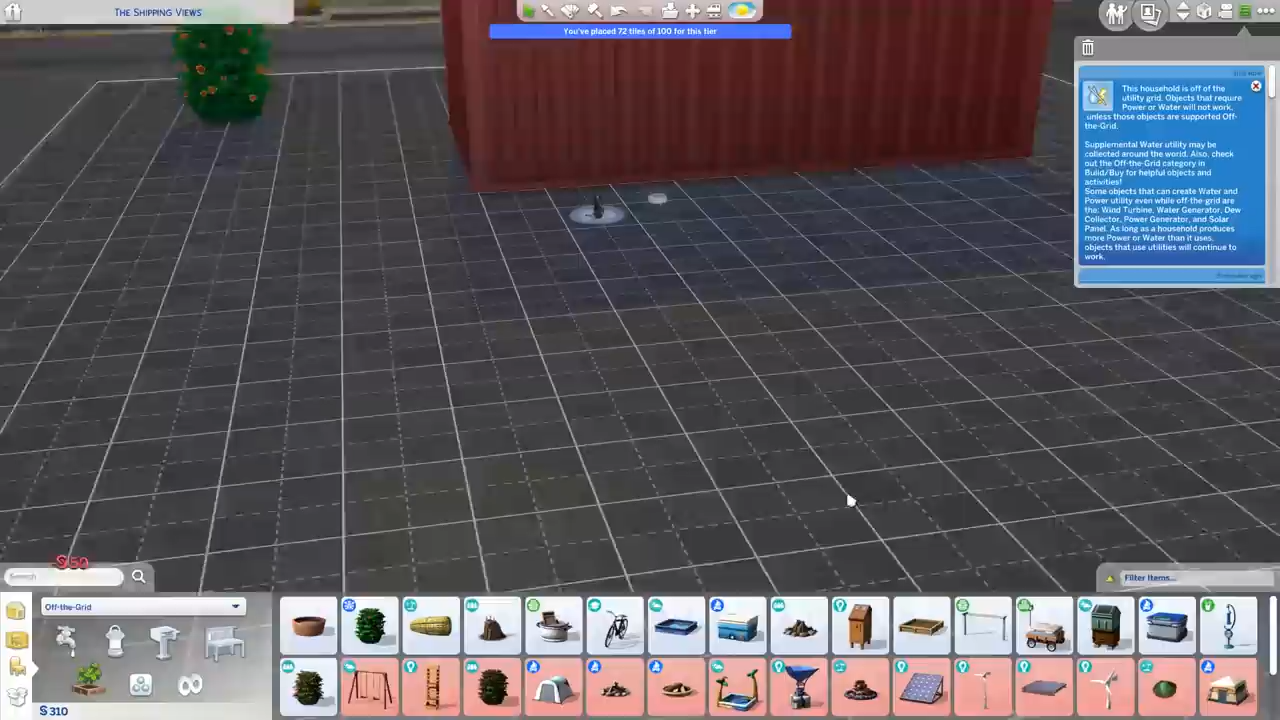 The Shipping Views
You've placed 72 tiles of 100 for this tier
This household is off of the
utility grid. Objects that require
Power or Water will not work,
unless those objects are supported Off-
the-Grid.
Supplemental Water utility may be
collected around the world. Also, check
out the Off-the-Grid category in
Build/Buy for helpful objects and
activities!
Some objects that can create Water and
Power utility even while off-the-grid are
the: Wind Turbine, Water Generator, Dew
Collector, Power Generator, and Solar
Panel. As long as a household produces
more Power or Water than it uses,
objects that use utilities will continue to
work.
-§50
Search
Filter Items...
Off-the-Grid
§310